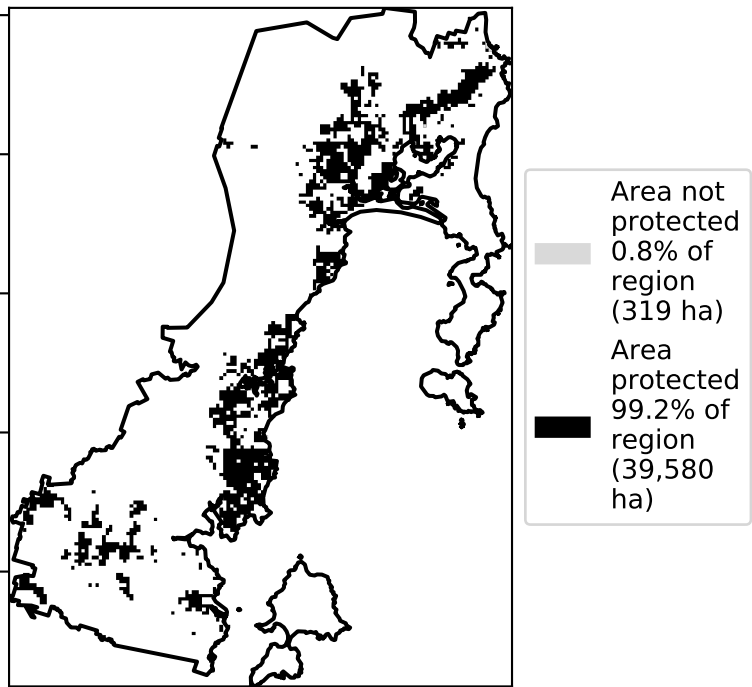 Area not
protected
0.8% of
region
(319 ha)
Area
protected
99.2% of
region
(39,580
ha)